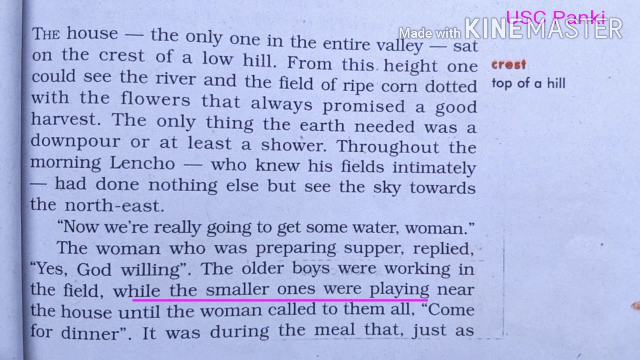 USC Panki
Made with KINEMASTER
THE house — the only one in the entire valley — sat
on the crest of a low hill. From this height one
could see the river and the field of ripe corn dotted
with the flowers that always promised a good
harvest. The only thing the earth needed was a
downpour or at least a shower. Throughout the
morning Lencho — who knew his fields intimately
— had done nothing else but see the sky towards
the north-east.
“Now we’re really going to get some water, woman.”
The woman who was preparing supper, replied,
“Yes, God willing”. The older boys were working in
the field, while the smaller ones were playing near
the house until the woman called to them all, “Come
for dinner”. It was during the meal that, just as
crest
top of a hill